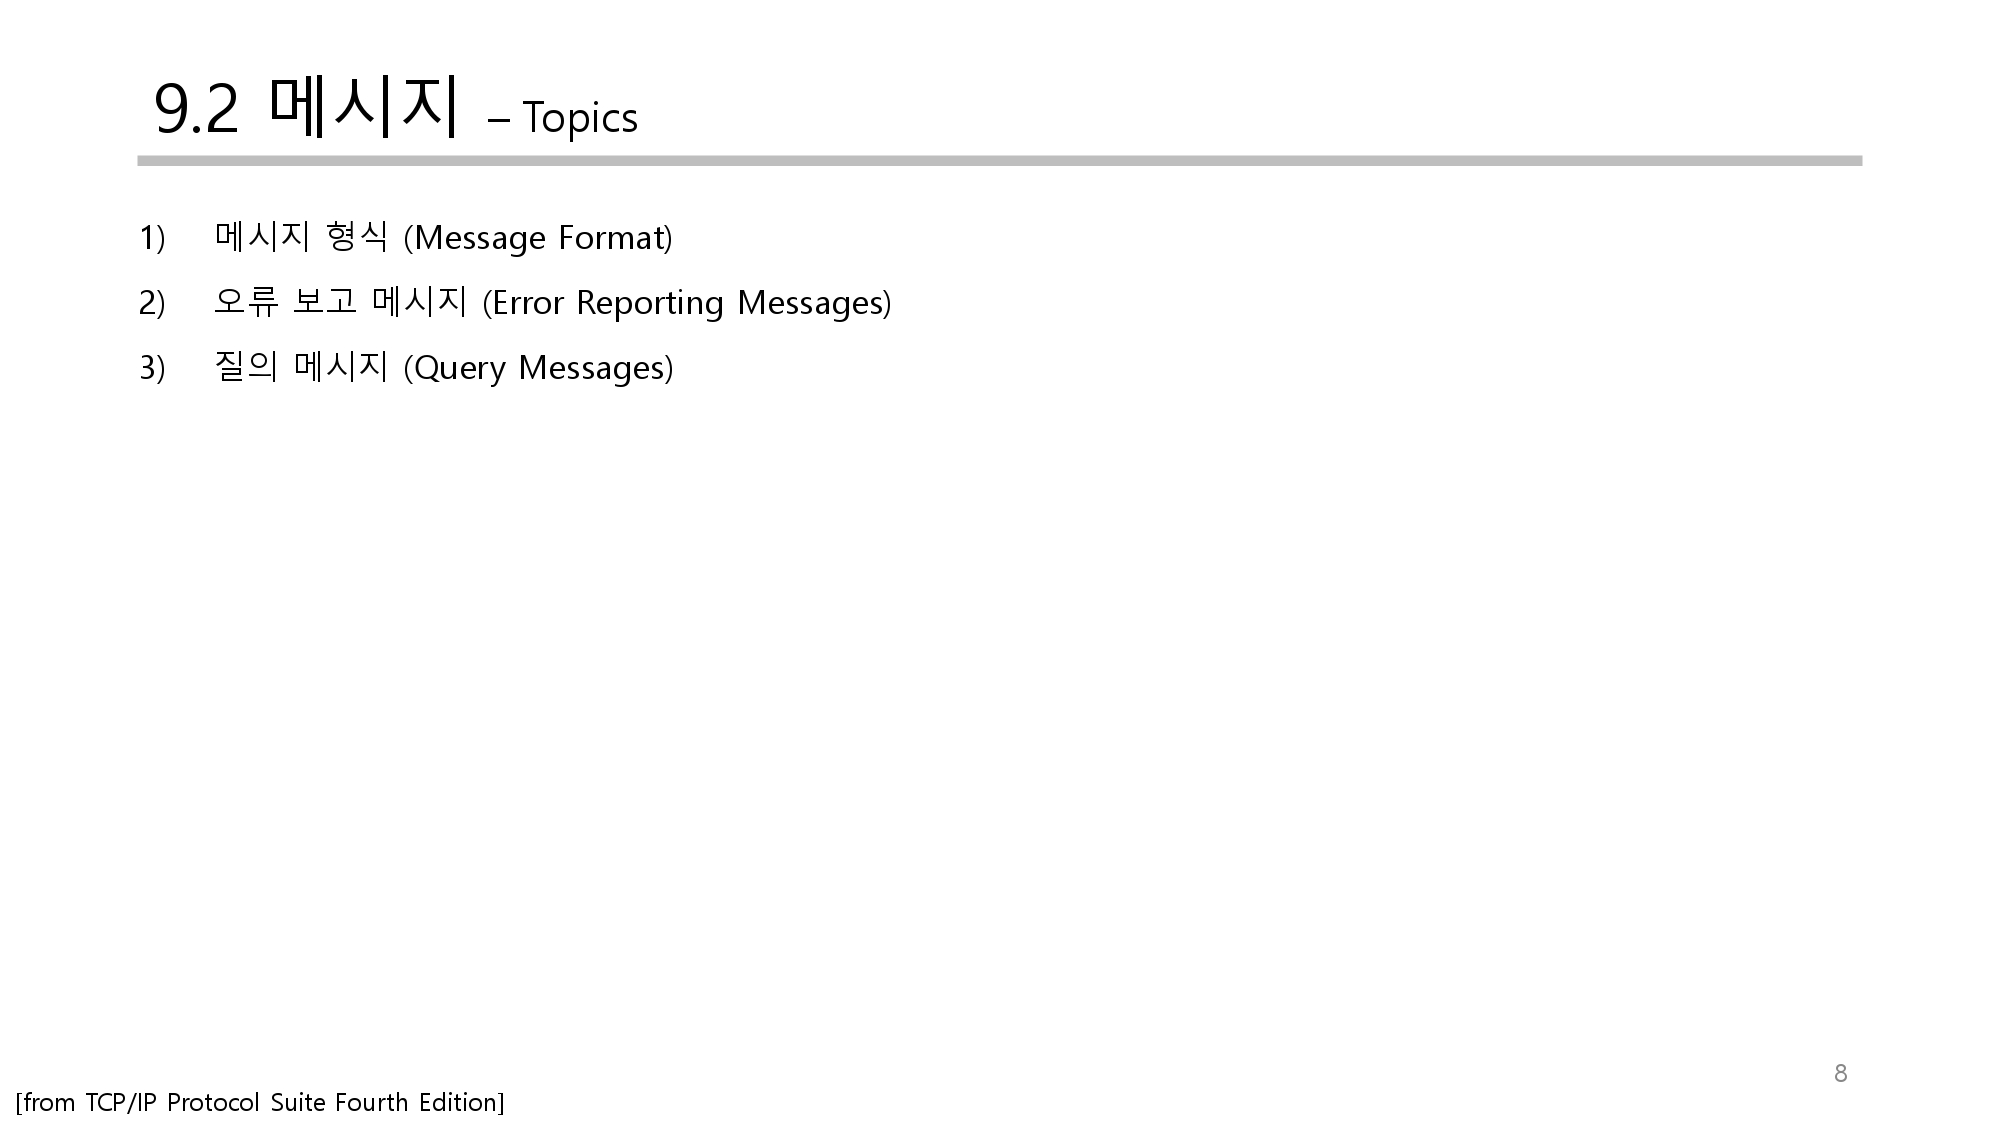 9.2 메시지 – Topics
1) 메시지 형식 (Message Format)
2) 오류 보고 메시지 (Error Reporting Messages)
3) 질의 메시지 (Query Messages)
8
[from TCP/IP Protocol Suite Fourth Edition]